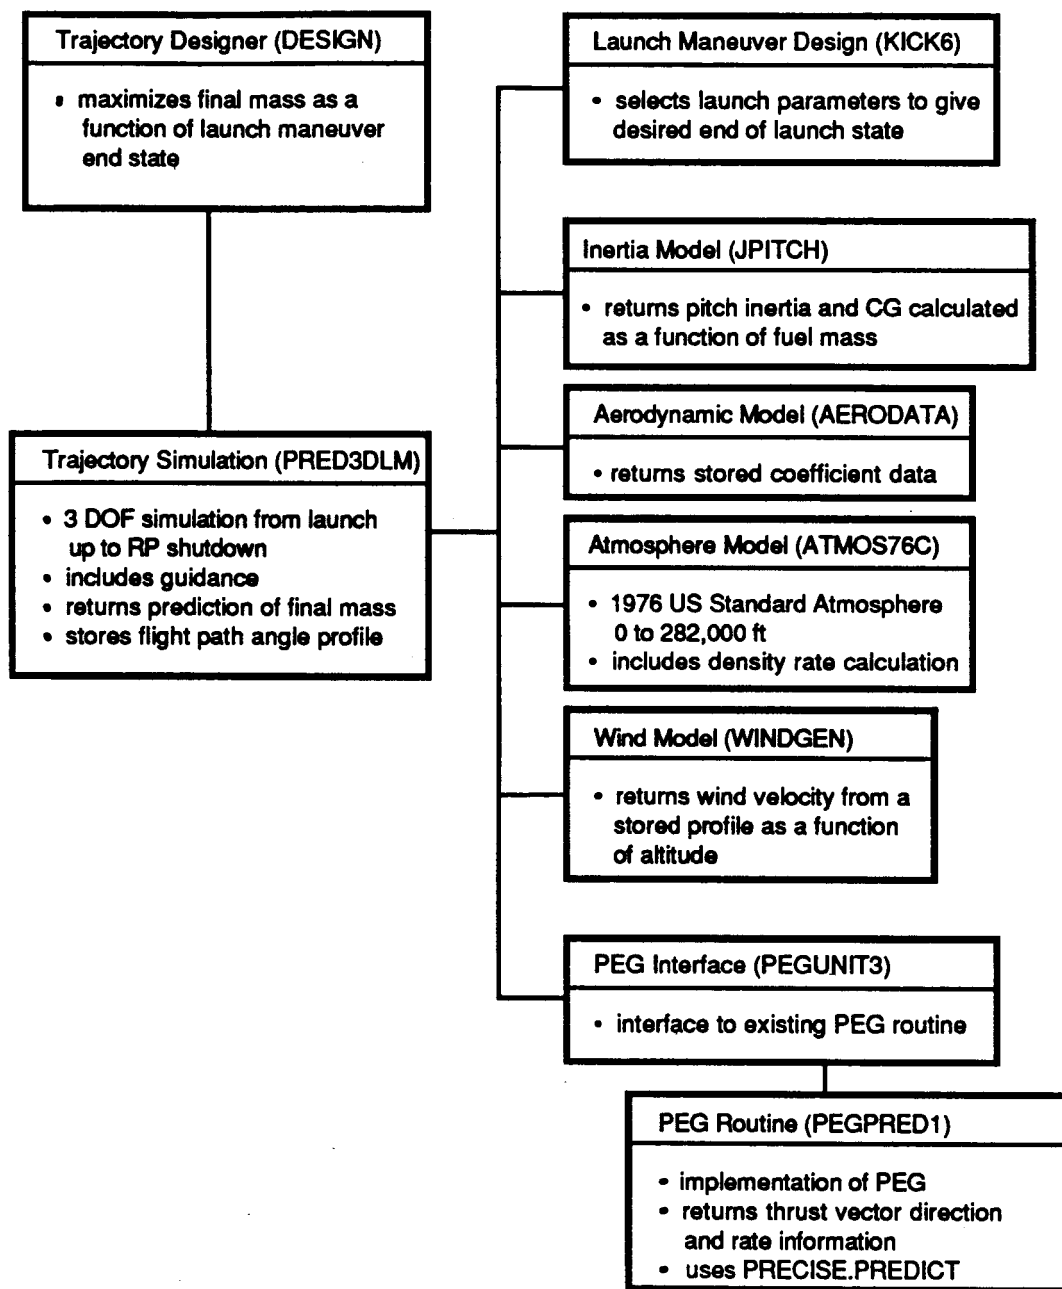 Trajectory Designer (DESIGN)
• maximizes final mass as a
function of launch maneuver
end state
Trajectory Simulation (PRED3DLM)
• 3 DOF simulation from launch
up to RP shutdown
• includes guidance
• returns prediction of final mass
• stores flight path angle profile
Launch Maneuver Design (KICK6)
• selects launch parameters to give
desired end of launch state
Inertia Model (JPITCH)
• returns pitch inertia and CG calculated
as a function of fuel mass
Aerodynamic Model (AERODATA)
• returns stored coefficient data
Atmosphere Model (ATMOS76C)
• 1976 US Standard Atmosphere
0 to 282,000 ft
• includes density rate calculation
Wind Model (WINDGEN)
• returns wind velocity from a
stored profile as a function
of altitude
PEG Interface (PEGUNIT3)
• interface to existing PEG routine
PEG Routine (PEGPRED1)
• implementation of PEG
• returns thrust vector direction
and rate information
• uses PRECISE.PREDICT